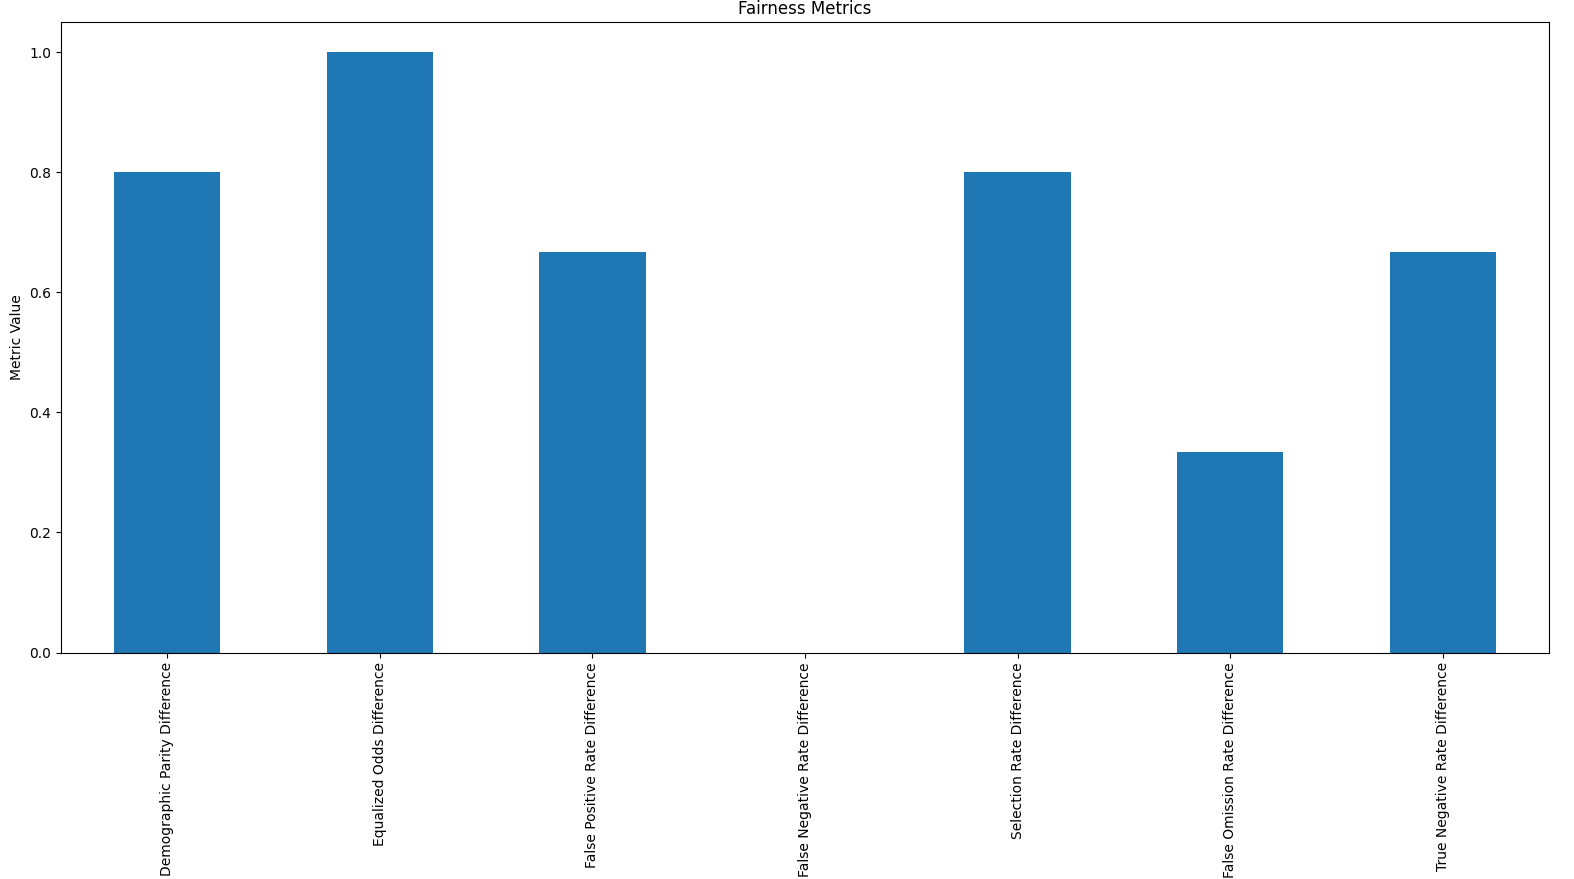 Fairness Metrics
Metric Value
1.0
0.8
0.6
0.4
0.2
0.0
Demographic Parity Difference
Equalized Odds Difference
False Positive Rate Difference
False Negative Rate Difference
Selection Rate Difference
False Omission Rate Difference
True Negative Rate Difference